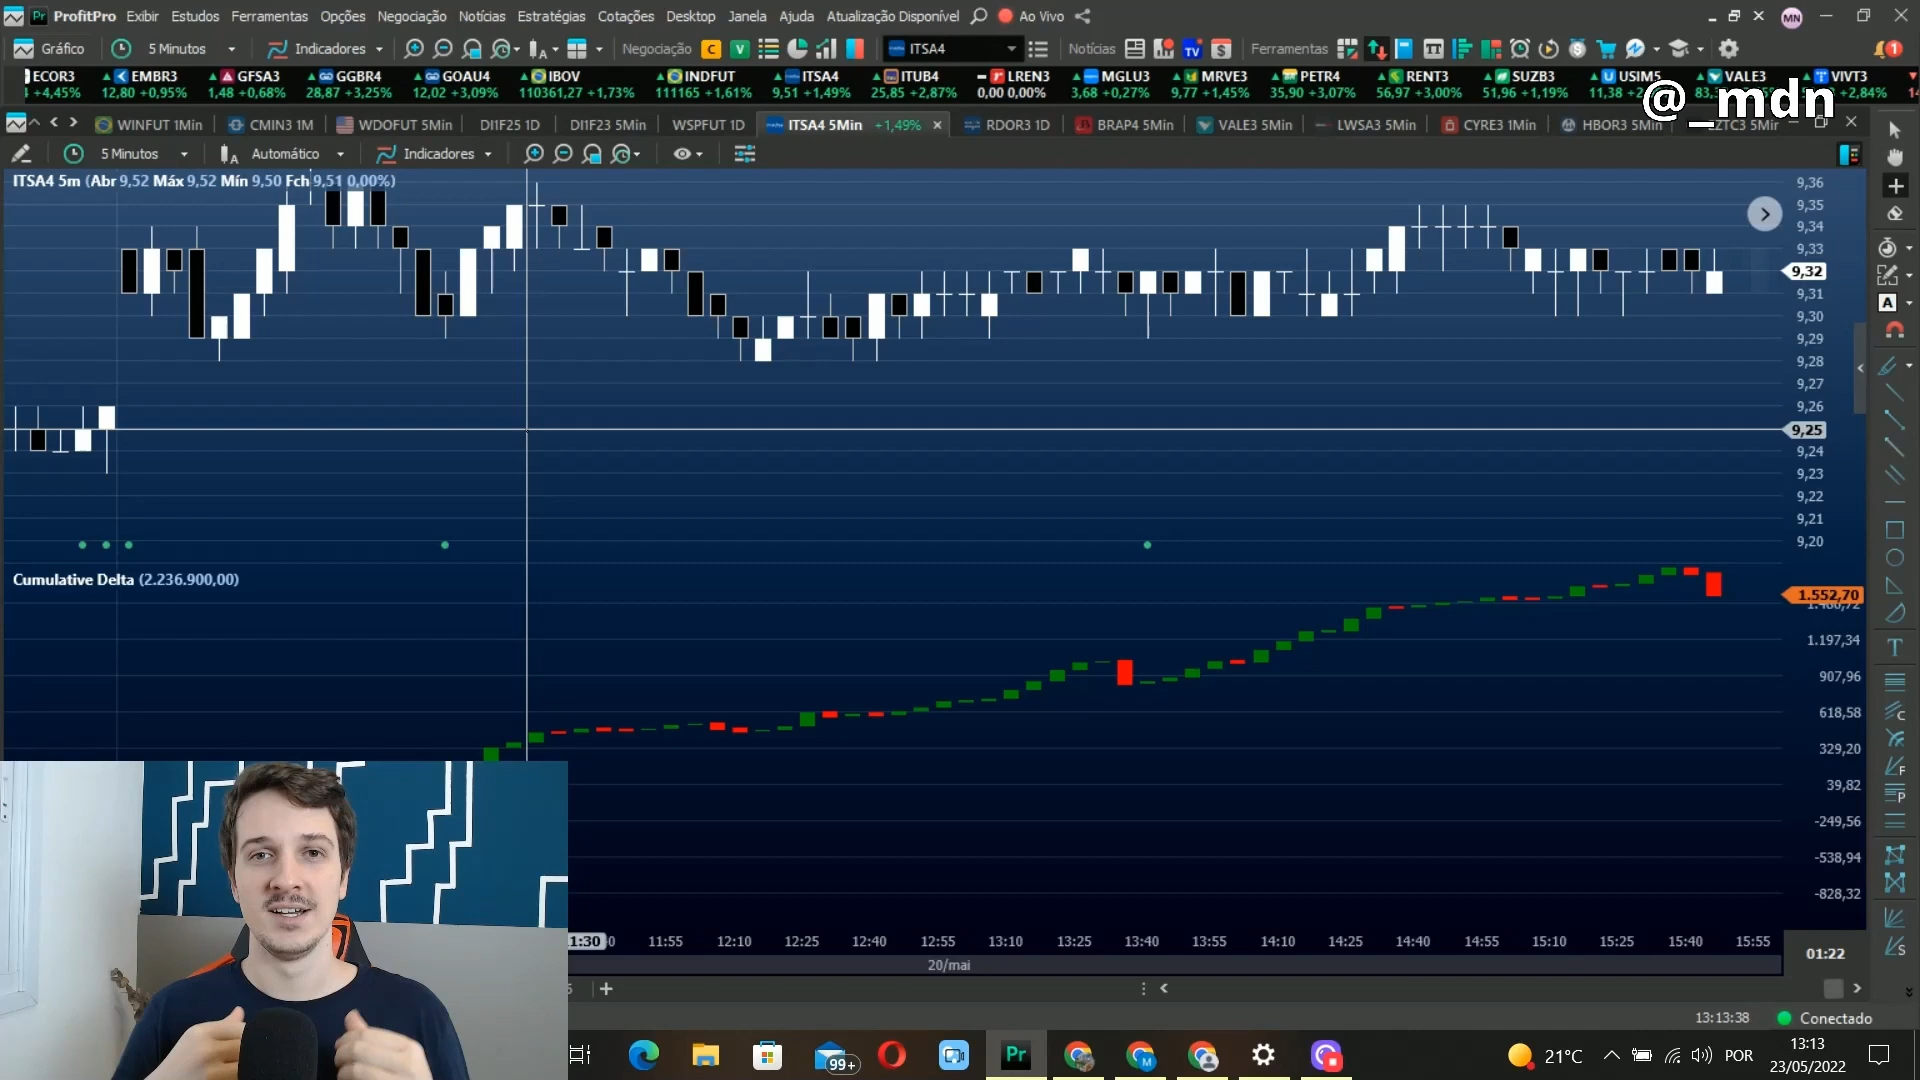 ProfitPro Exibir Estudos Ferramentas Opções Negociação Notícias Estratégias Cotações Desktop Janela Ajuda Atualização Disponível Ao Vivo MN
Gráfico 5 Minutos Indicadores Negociação C V ITSA4 Notícias TV Ferramentas 1
ECOR3 EMBR3 GFSA3 GGBR4 GOAU4 IBOV INDFUT ITSA4 ITUB4 LREN3 MGLU3 MRVE3 PETR4 RENT3 SUZB3 USIM5 VALE3 VIVT3
+4,45% 12,80 +0,95% 1,48 +0,68% 28,87 +3,25% 12,02 +3,09% 110361,27 +1,73% 111165 +1,61% 9,51 +1,49% 25,85 +2,87% 0,00 0,00% 3,68 +0,27% 9,77 +1,45% 35,90 +3,07% 56,97 +3,00% 51,96 +1,19% 11,38 +2,84%
@_mdn
WINFUT 1Min CMIN3 1M WDOFUT 5Min DI1F25 1D DI1F23 5Min WSPFUT 1D ITSA4 5Min +1,49% RDOR3 1D BRAP4 5Min VALE3 5Min LWSA3 5Min CYRE3 1Min HBOR3 5Min ZTC3 5Min
5 Minutos Automático Indicadores
ITSA4 5m (Abr 9,52 Máx 9,52 Mín 9,50 Fch 9,51 0,00%)
9,36
9,35
9,34
9,33
9,32
9,31
9,30
9,29
9,28
9,27
9,26
9,25
9,24
9,23
9,22
9,21
9,20
Cumulative Delta (2.236.900,00)
1.552,70
1.197,34
907,96
618,58
329,20
39,82
-249,56
-538,94
-828,32
1:30 11:55 12:10 12:25 12:40 12:55 13:10 13:25 13:40 13:55 14:10 14:25 14:40 14:55 15:10 15:25 15:40 15:55
01:22
20/mai
13:13:38 Conectado
99+ Pr M 21°C POR 13:13
23/05/2022